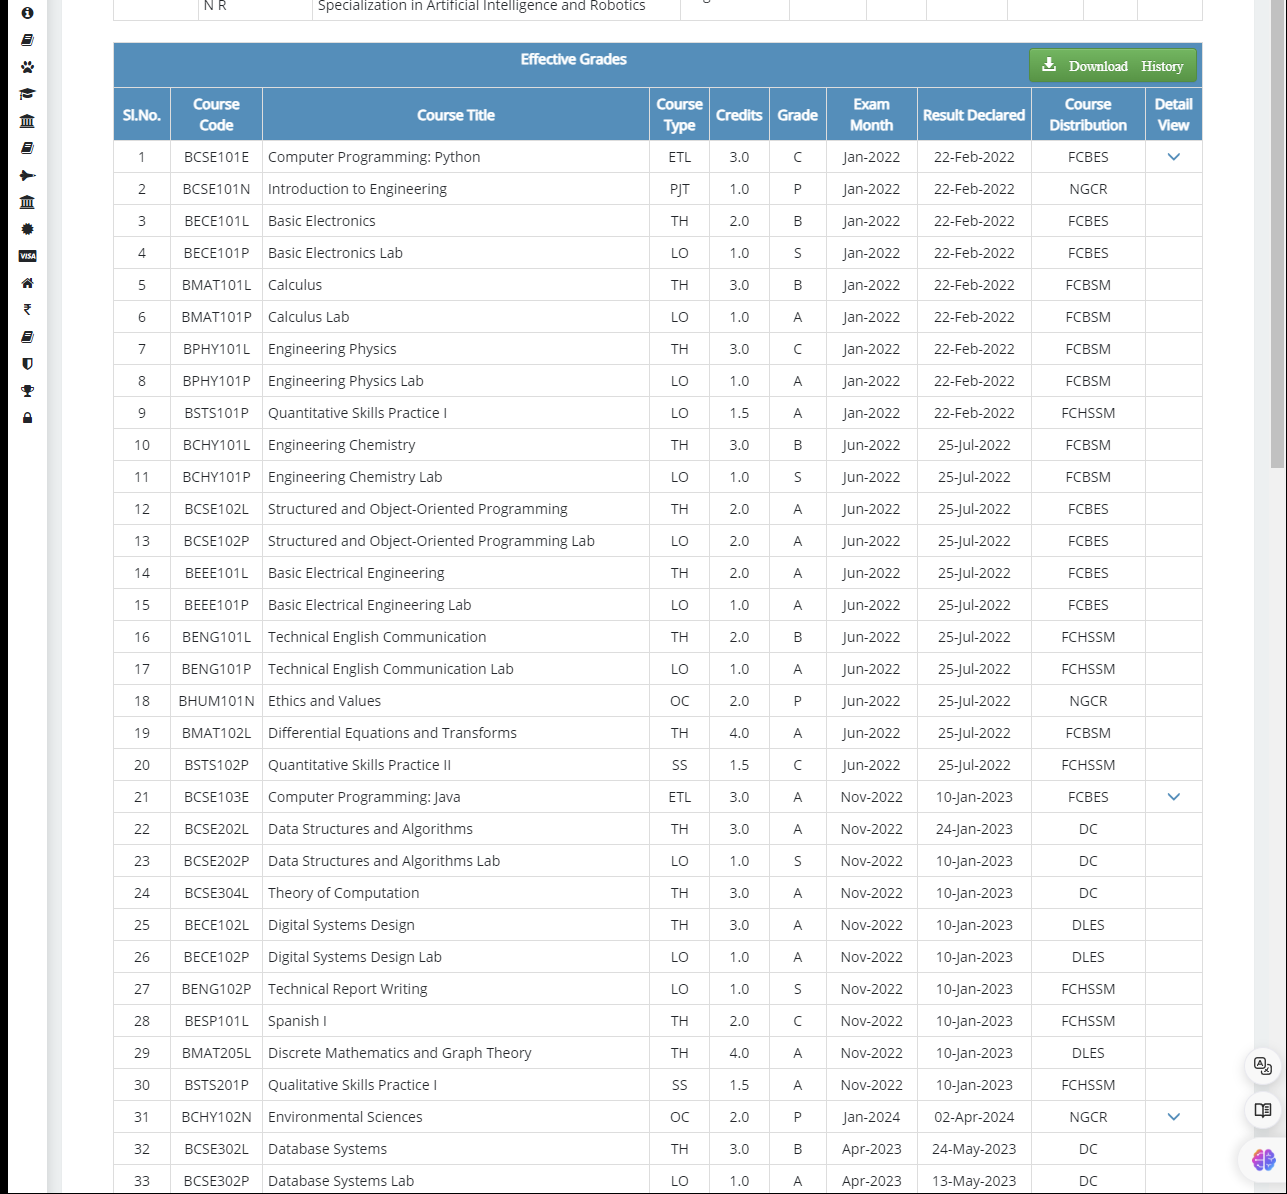 N R Specialization in Artificial Intelligence and Robotics
Effective Grades Download History
Sl.No. Course Code Course Title Course Type Credits Grade Exam Month Result Declared Course Distribution Detail View
1 BCSE101E Computer Programming: Python ETL 3.0 C Jan-2022 22-Feb-2022 FCBES
2 BCSE101N Introduction to Engineering PJT 1.0 P Jan-2022 22-Feb-2022 NGCR
3 BECE101L Basic Electronics TH 2.0 B Jan-2022 22-Feb-2022 FCBES
4 BECE101P Basic Electronics Lab LO 1.0 S Jan-2022 22-Feb-2022 FCBES
5 BMAT101L Calculus TH 3.0 B Jan-2022 22-Feb-2022 FCBSM
6 BMAT101P Calculus Lab LO 1.0 A Jan-2022 22-Feb-2022 FCBSM
7 BPHY101L Engineering Physics TH 3.0 C Jan-2022 22-Feb-2022 FCBSM
8 BPHY101P Engineering Physics Lab LO 1.0 A Jan-2022 22-Feb-2022 FCBSM
9 BSTS101P Quantitative Skills Practice I LO 1.5 A Jan-2022 22-Feb-2022 FCHSSM
10 BCHY101L Engineering Chemistry TH 3.0 B Jun-2022 25-Jul-2022 FCBSM
11 BCHY101P Engineering Chemistry Lab LO 1.0 S Jun-2022 25-Jul-2022 FCBSM
12 BCSE102L Structured and Object-Oriented Programming TH 2.0 A Jun-2022 25-Jul-2022 FCBES
13 BCSE102P Structured and Object-Oriented Programming Lab LO 2.0 A Jun-2022 25-Jul-2022 FCBES
14 BEEE101L Basic Electrical Engineering TH 2.0 A Jun-2022 25-Jul-2022 FCBES
15 BEEE101P Basic Electrical Engineering Lab LO 1.0 A Jun-2022 25-Jul-2022 FCBES
16 BENG101L Technical English Communication TH 2.0 B Jun-2022 25-Jul-2022 FCHSSM
17 BENG101P Technical English Communication Lab LO 1.0 A Jun-2022 25-Jul-2022 FCHSSM
18 BHUM101N Ethics and Values OC 2.0 P Jun-2022 25-Jul-2022 NGCR
19 BMAT102L Differential Equations and Transforms TH 4.0 A Jun-2022 25-Jul-2022 FCBSM
20 BSTS102P Quantitative Skills Practice II SS 1.5 C Jun-2022 25-Jul-2022 FCHSSM
21 BCSE103E Computer Programming: Java ETL 3.0 A Nov-2022 10-Jan-2023 FCBES
22 BCSE202L Data Structures and Algorithms TH 3.0 A Nov-2022 24-Jan-2023 DC
23 BCSE202P Data Structures and Algorithms Lab LO 1.0 S Nov-2022 10-Jan-2023 DC
24 BCSE304L Theory of Computation TH 3.0 A Nov-2022 10-Jan-2023 DC
25 BECE102L Digital Systems Design TH 3.0 A Nov-2022 10-Jan-2023 DLES
26 BECE102P Digital Systems Design Lab LO 1.0 A Nov-2022 10-Jan-2023 DLES
27 BENG102P Technical Report Writing LO 1.0 S Nov-2022 10-Jan-2023 FCHSSM
28 BESP101L Spanish I TH 2.0 C Nov-2022 10-Jan-2023 FCHSSM
29 BMAT205L Discrete Mathematics and Graph Theory TH 4.0 A Nov-2022 10-Jan-2023 DLES
30 BSTS201P Qualitative Skills Practice I SS 1.5 A Nov-2022 10-Jan-2023 FCHSSM
31 BCHY102N Environmental Sciences OC 2.0 P Jan-2024 02-Apr-2024 NGCR
32 BCSE302L Database Systems TH 3.0 B Apr-2023 24-May-2023 DC
33 BCSE302P Database Systems Lab LO 1.0 A Apr-2023 13-May-2023 DC
VISA
₹